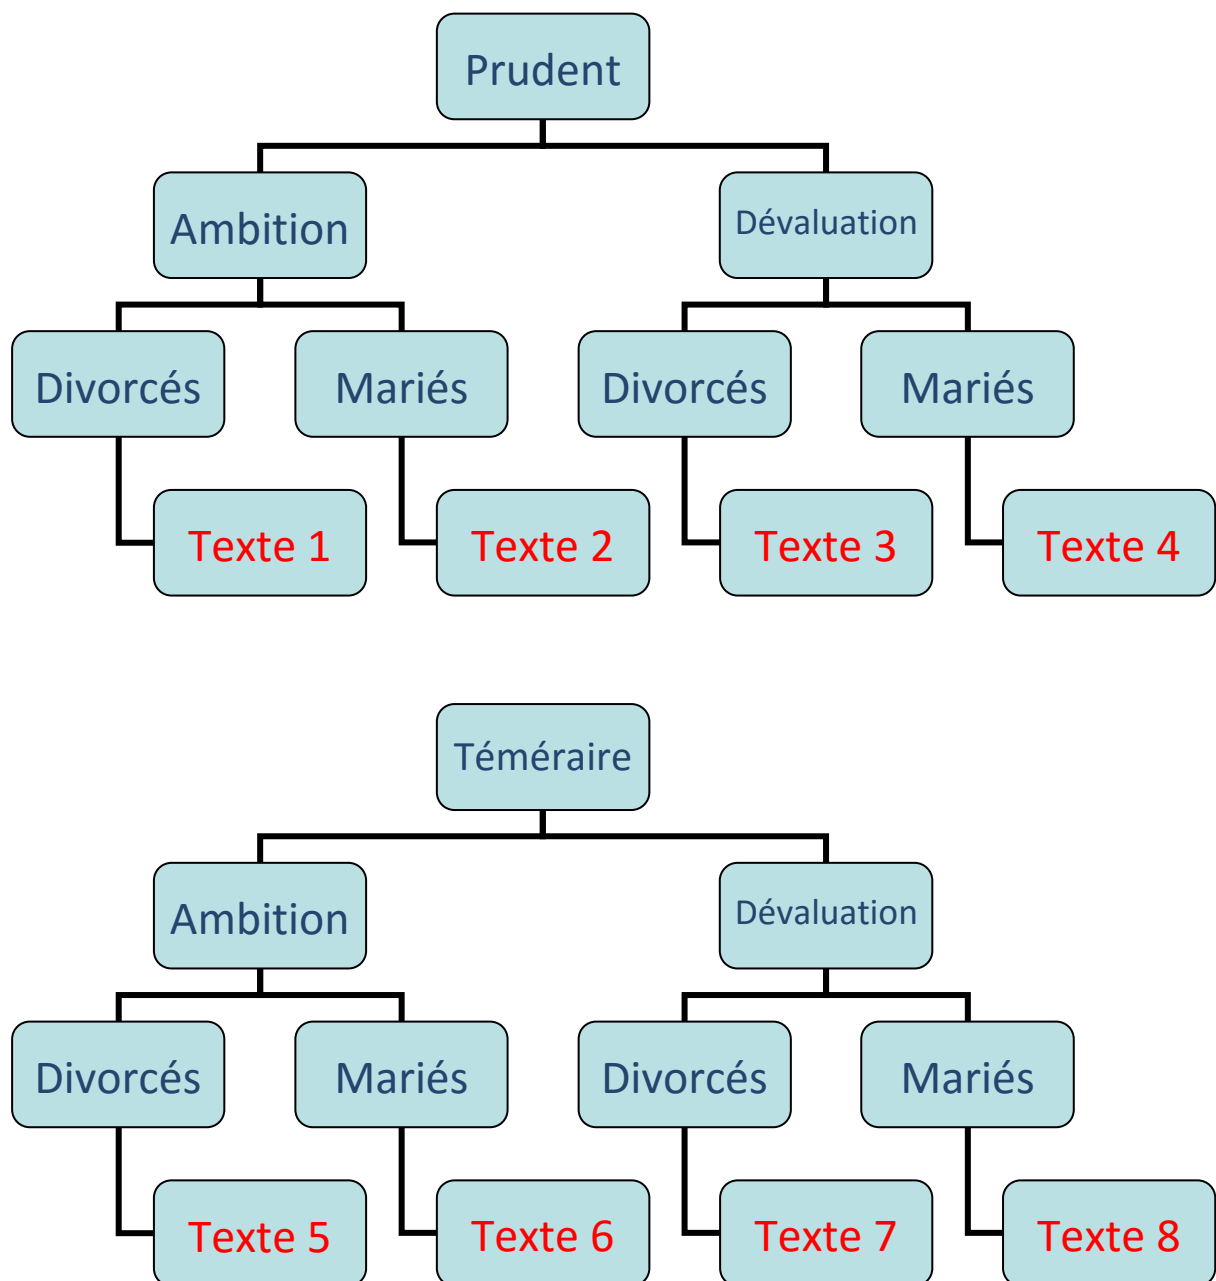 Prudent
Ambition
Dévaluation
Divorcés
Mariés
Divorcés
Mariés
Texte 1
Texte 2
Texte 3
Texte 4
Téméraire
Ambition
Dévaluation
Divorcés
Mariés
Divorcés
Mariés
Texte 5
Texte 6
Texte 7
Texte 8